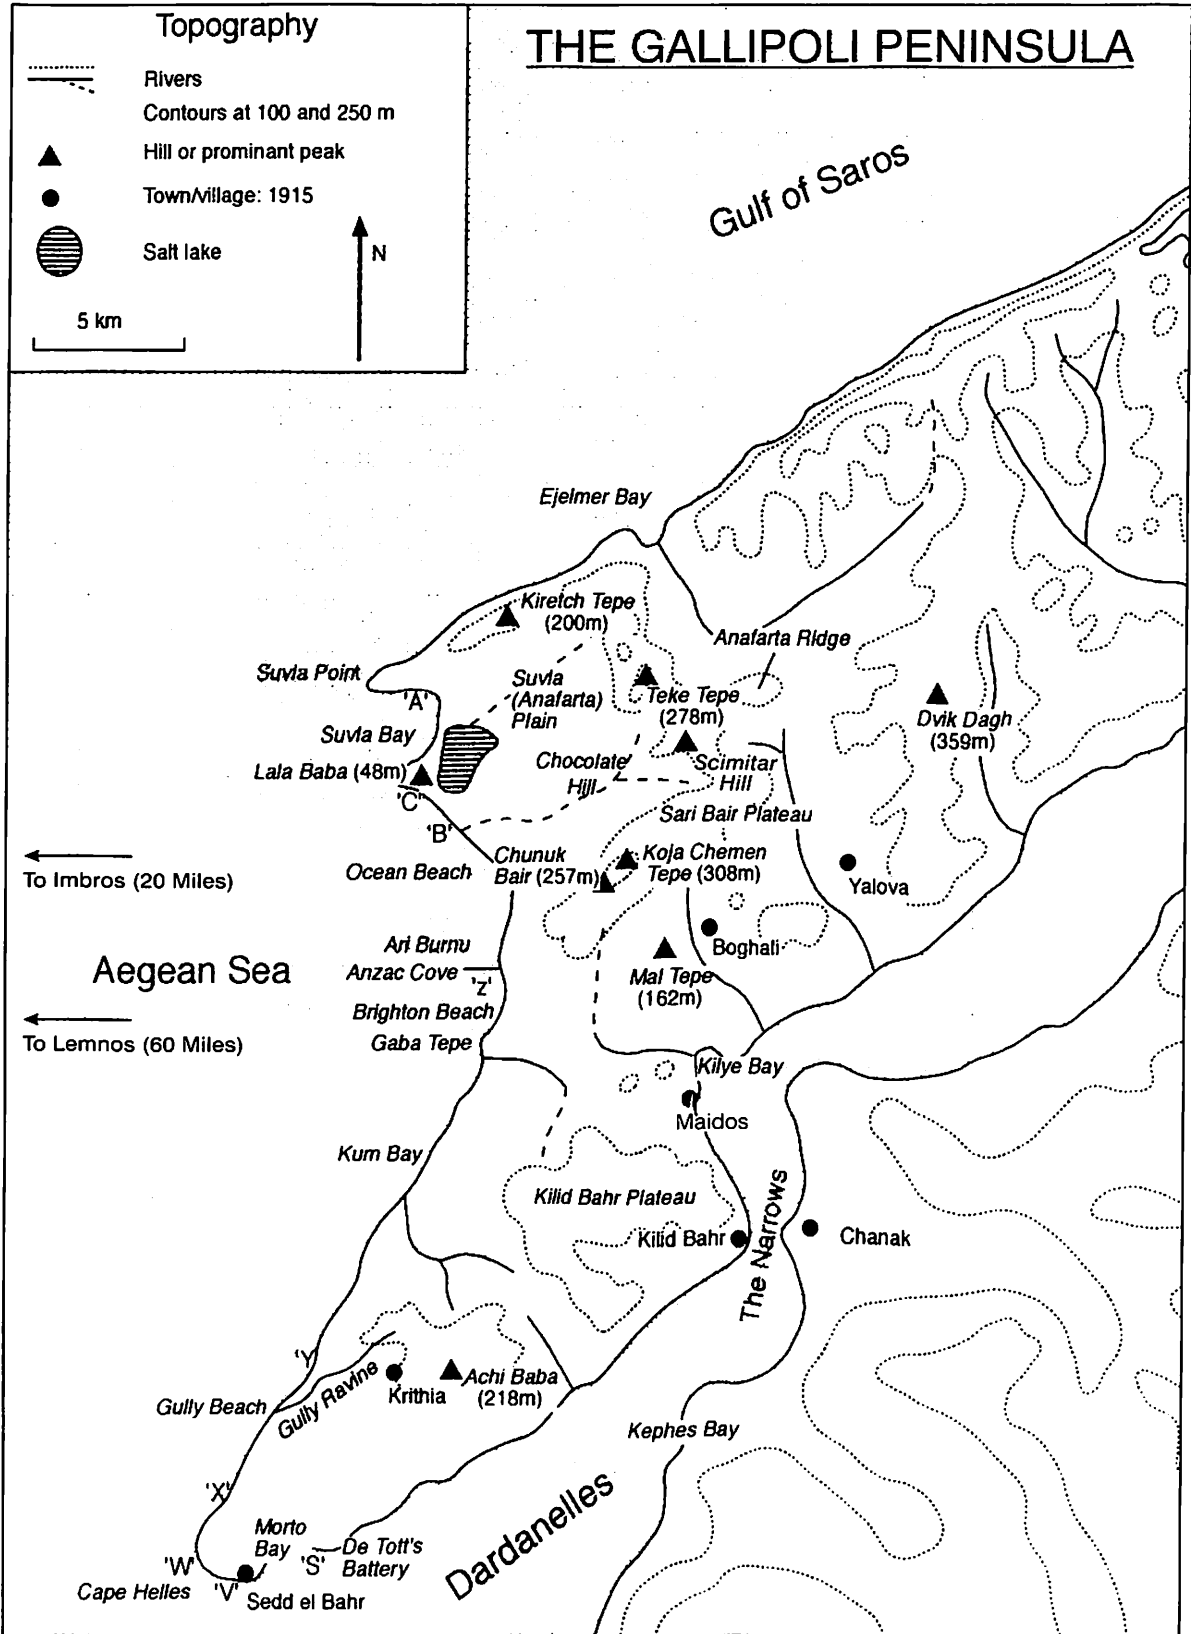 Topography
Rivers
Contours at 100 and 250 m
Hill or prominant peak
Town/village: 1915
Salt lake
N
5 km
THE GALLIPOLI PENINSULA
Gulf of Saros
Ejelmer Bay
Kiretch Tepe
(200m)
Anafarta Ridge
Suvla Point
'A'
Suvla
(Anafarta)
Plain
Teke Tepe
(278m)
Dvik Dagh
(359m)
Suvla Bay
Lala Baba (48m)
'C'
'B'
Chocolate
Hill
Scimitar
Hill
Sari Bair Plateau
To Imbros (20 Miles)
Ocean Beach
Chunuk
Bair (257m)
Koja Chemen
Tepe (308m)
Yalova
Boghali
Ari Burnu
Anzac Cove
'Z'
Aegean Sea
Mal Tepe
(162m)
Brighton Beach
Gaba Tepe
To Lemnos (60 Miles)
Kilye Bay
Maidos
Kum Bay
Kilid Bahr Plateau
Kilid Bahr
The Narrows
Chanak
'Y'
Gully Beach
Gully Ravine
Krithia
Achi Baba
(218m)
Kephes Bay
'X'
Morto
Bay
'S'
De Tott's
Battery
Dardanelles
'W'
Cape Helles
'V'
Sedd el Bahr